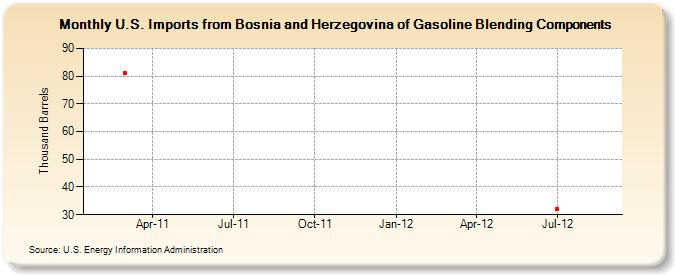 Monthly U.S. Imports from Bosnia and Herzegovina of Gasoline Blending Components
Thousand Barrels
90
80
70
60
50
40
30
Apr-11 Jul-11 Oct-11 Jan-12 Apr-12 Jul-12
Source: U.S. Energy Information Administration